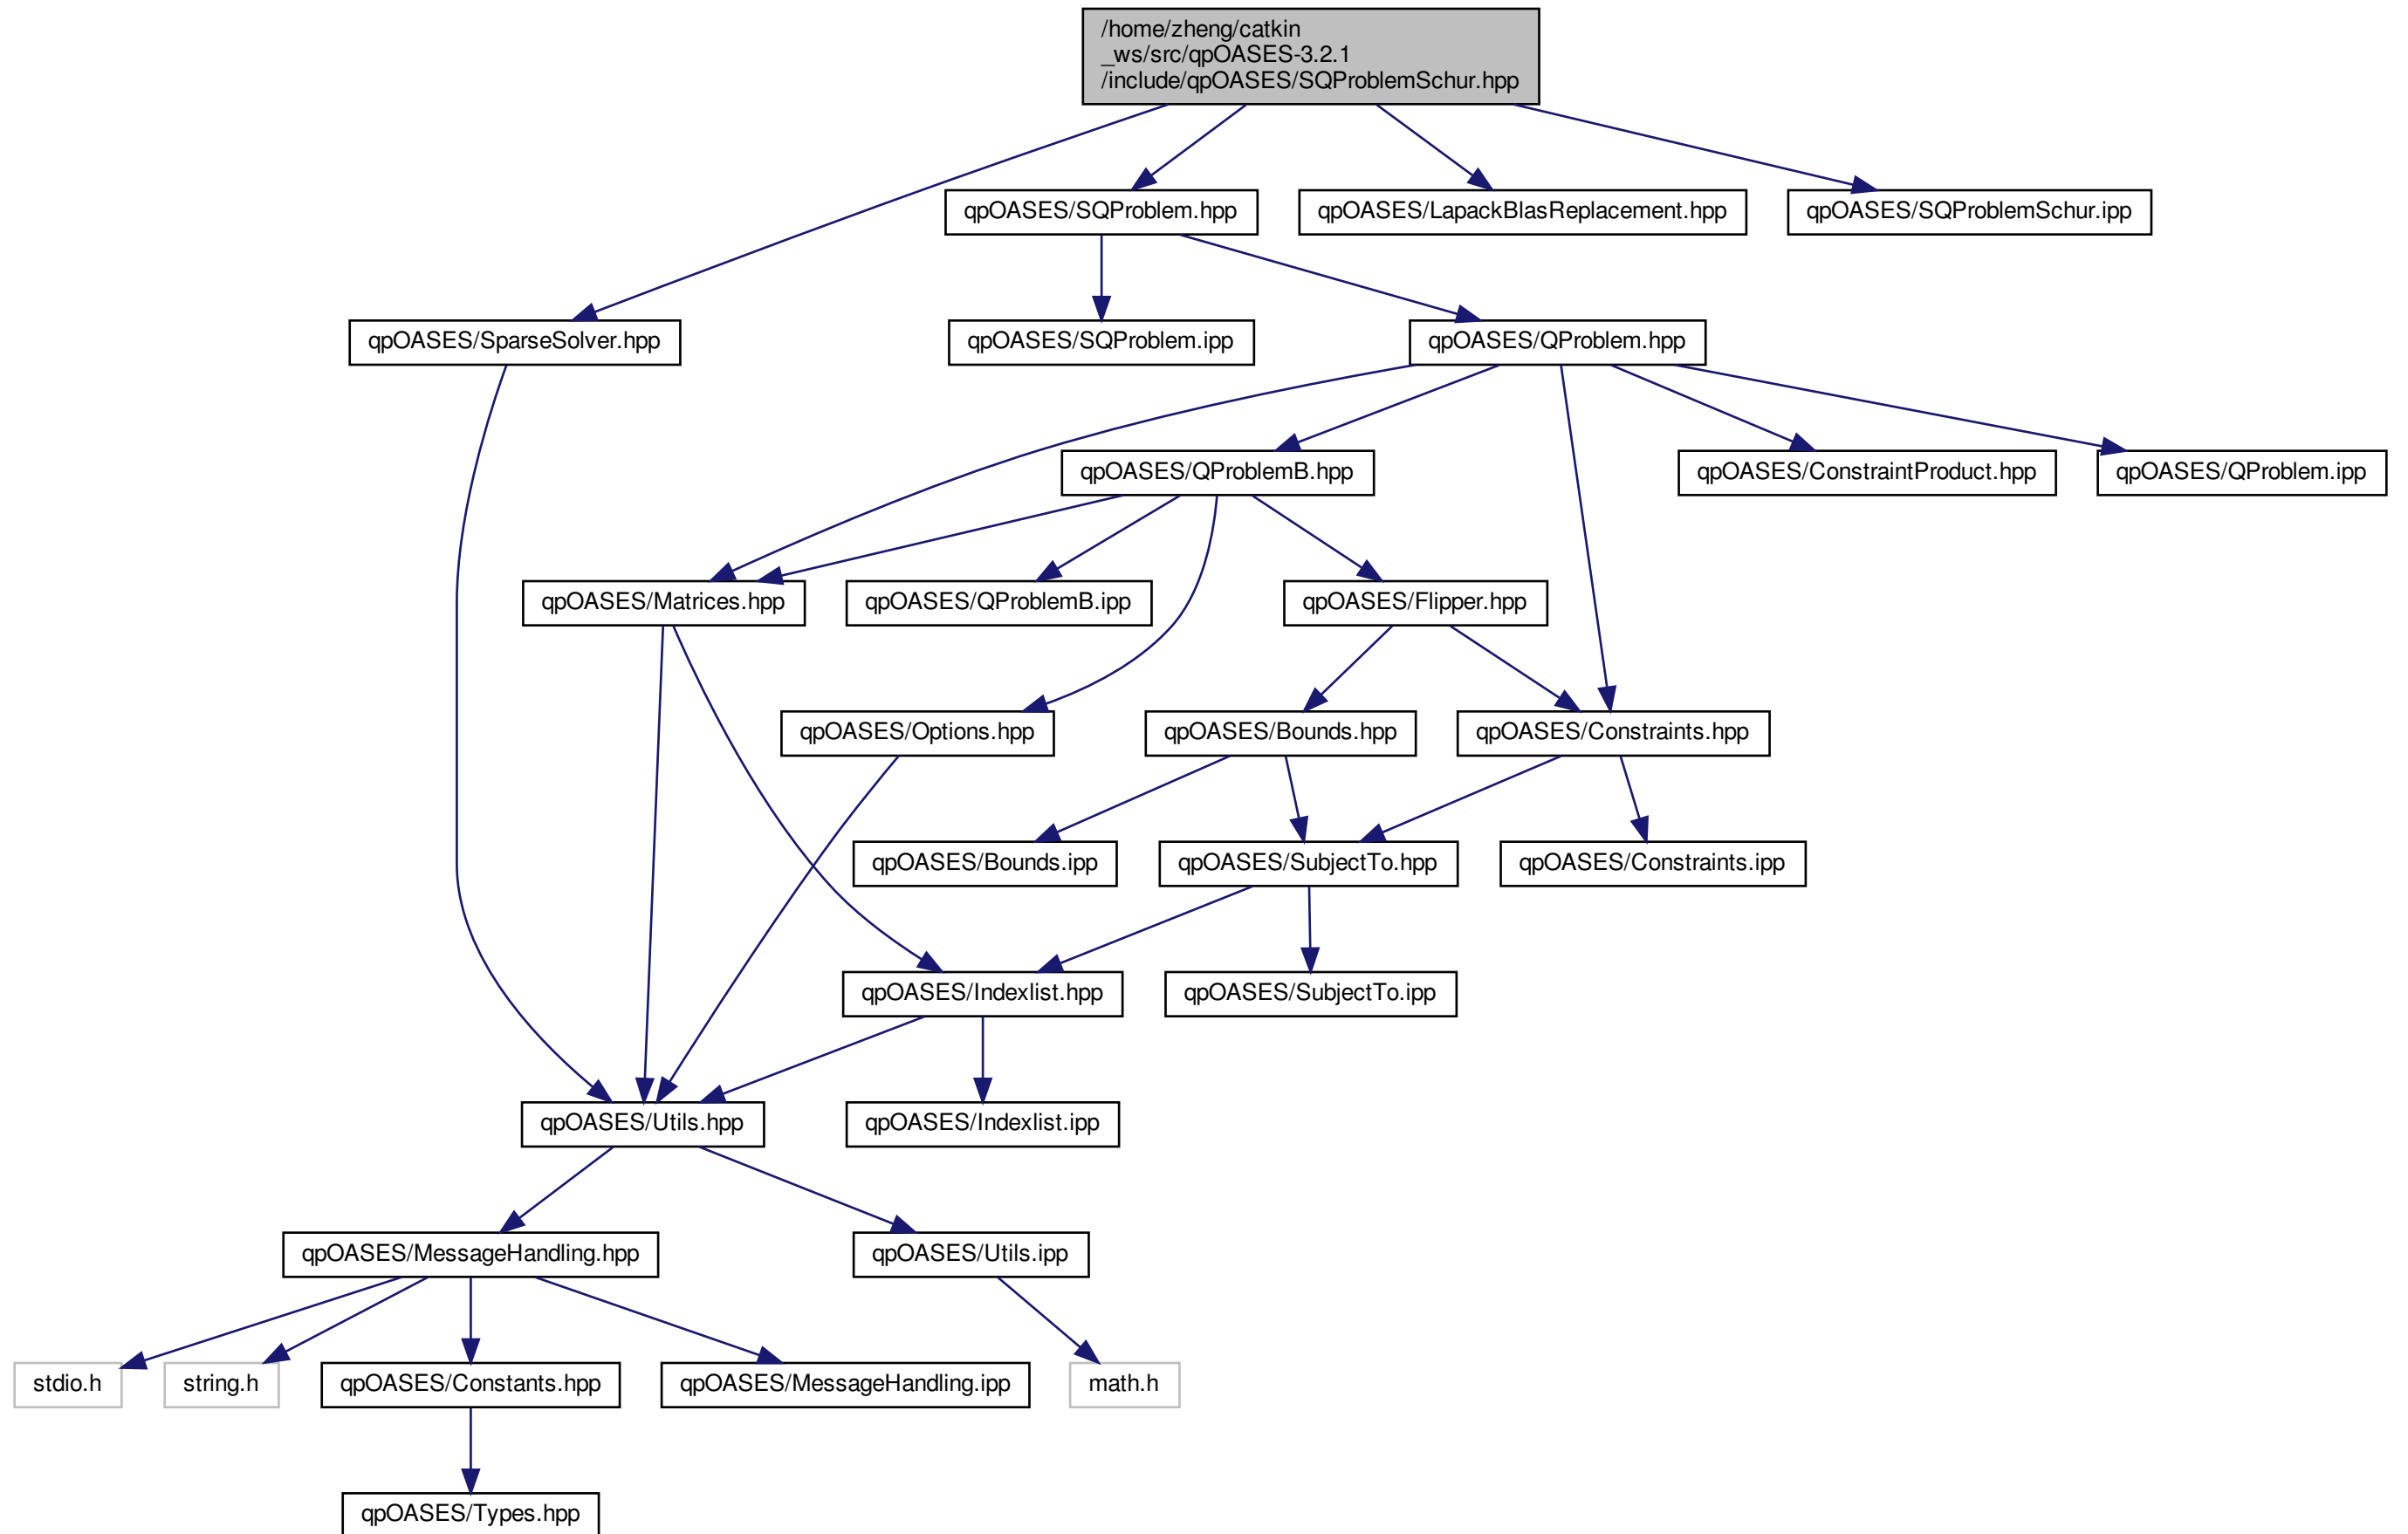 /home/zheng/catkin
_ws/src/qpOASES-3.2.1
/include/qpOASES/SQProblemSchur.hpp
qpOASES/SQProblem.hpp
qpOASES/LapackBlasReplacement.hpp
qpOASES/SQProblemSchur.ipp
qpOASES/SparseSolver.hpp
qpOASES/SQProblem.ipp
qpOASES/QProblem.hpp
qpOASES/QProblemB.hpp
qpOASES/ConstraintProduct.hpp
qpOASES/QProblem.ipp
qpOASES/Matrices.hpp
qpOASES/QProblemB.ipp
qpOASES/Flipper.hpp
qpOASES/Options.hpp
qpOASES/Bounds.hpp
qpOASES/Constraints.hpp
qpOASES/Bounds.ipp
qpOASES/SubjectTo.hpp
qpOASES/Constraints.ipp
qpOASES/Indexlist.hpp
qpOASES/SubjectTo.ipp
qpOASES/Utils.hpp
qpOASES/Indexlist.ipp
qpOASES/MessageHandling.hpp
qpOASES/Utils.ipp
stdio.h
string.h
qpOASES/Constants.hpp
qpOASES/MessageHandling.ipp
math.h
qpOASES/Types.hpp